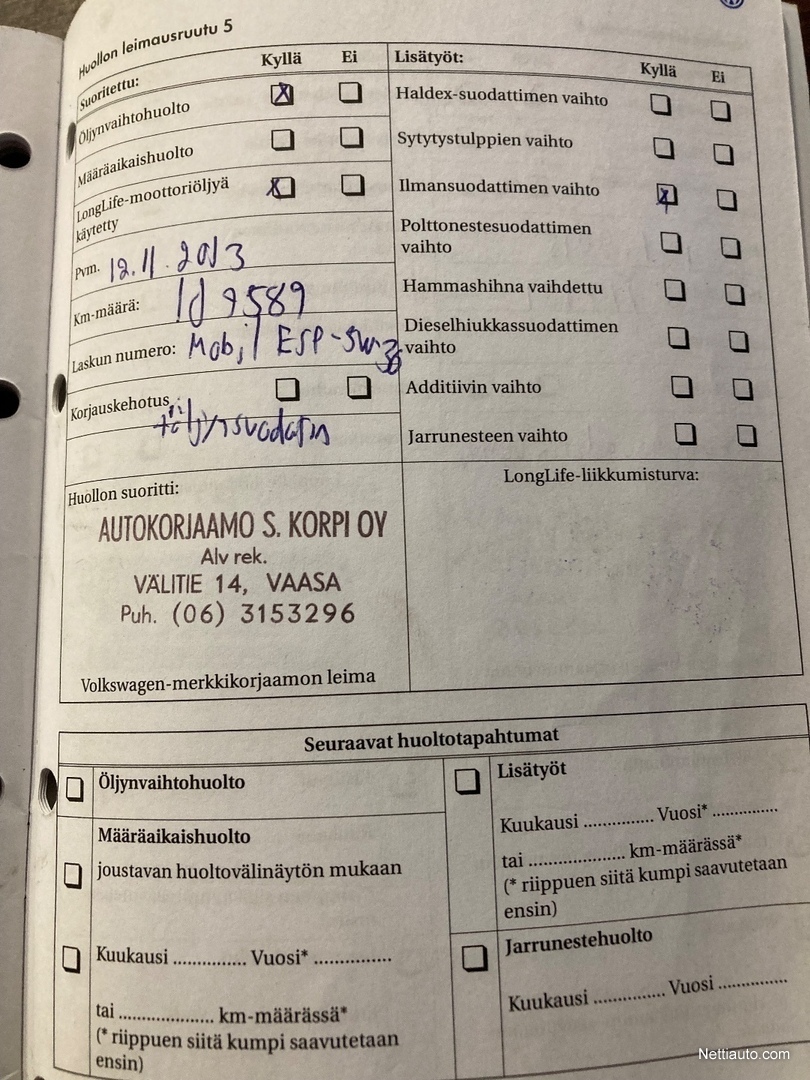 Huollon leimausruutu 5
Suoritettu: Kyllä Ei
Öljynvaihtohuolto X
Määräaikaishuolto
LongLife-moottoriöljyä
käytetty X
Pvm. 12.11.2013
Km-määrä: 9589
Laskun numero: Mobil ESP 5w30
Korjauskehotus
+öljynsuodatin
Huollon suoritti:
AUTOKORJAAMO S. KORPI OY
Alv rek.
VÄLITIE 14, VAASA
Puh. (06) 3153296
Volkswagen-merkkikorjaamon leima
Lisätyöt: Kyllä Ei
Haldex-suodattimen vaihto
Sytytystulppien vaihto
Ilmansuodattimen vaihto X
Polttonestesuodattimen
vaihto
Hammashihna vaihdettu
Dieselhiukkassuodattimen
vaihto
Additiivin vaihto
Jarrunesteen vaihto
LongLife-liikkumisturva:
Seuraavat huoltotapahtumat
Öljynvaihtohuolto
Määräaikaishuolto
joustavan huoltovälinäytön mukaan
Kuukausi .............. Vuosi* ...............
tai ................... km-määrässä*
(* riippuen siitä kumpi saavutetaan
ensin)
Lisätyöt
Kuukausi .............. Vuosi* .............
tai ................... km-määrässä*
(* riippuen siitä kumpi saavutetaan
ensin)
Jarrunestehuolto
Kuukausi .............. Vuosi ..............
Nettiauto.com